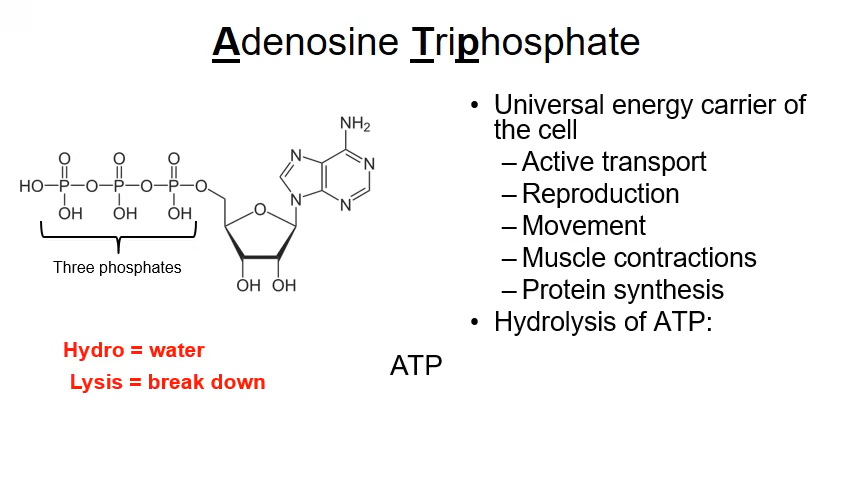 Adenosine Triphosphate
NH₂
N
N
N
N
O
O
O
HO–P–O–P–O–P–O
OH
OH
OH
O
OH OH
Three phosphates
Hydro = water
Lysis = break down
• Universal energy carrier of
the cell
– Active transport
– Reproduction
– Movement
– Muscle contractions
– Protein synthesis
• Hydrolysis of ATP:
ATP